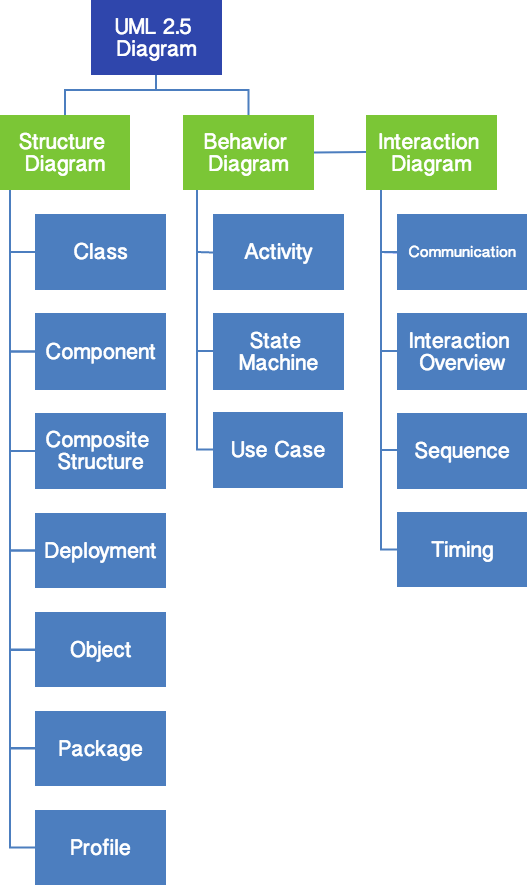 UML 2.5
Diagram
Structure
Diagram
Class
Component
Composite
Structure
Deployment
Object
Package
Profile
Behavior
Diagram
Activity
State
Machine
Use Case
Interaction
Diagram
Communication
Interaction
Overview
Sequence
Timing